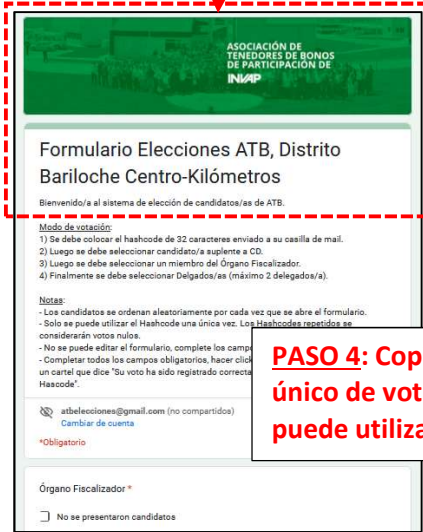 ASOCIACIÓN DE
TENEDORES DE BONOS
DE PARTICIPACIÓN DE
INVAP
Formulario Elecciones ATB, Distrito
Bariloche Centro-Kilómetros
Bienvenido/a al sistema de elección de candidatos/as de ATB.
Modo de votación:
1) Se debe colocar el hashcode de 32 caracteres enviado a su casilla de mail.
2) Luego se debe seleccionar candidato/a suplente a CD.
3) Luego se debe seleccionar un miembro del Órgano Fiscalizador.
4) Finalmente se debe seleccionar Delgados/as (máximo 2 delegados/a).
Notas:
- Los candidatos se ordenan aleatoriamente por cada vez que se abre el formulario.
- Solo se puede utilizar el Hashcode una única vez. Los Hashcodes repetidos se
considerarán votos nulos.
- No se puede editar el formulario, complete los camp
- Completar todos los campos obligatorios, hacer click
un cartel que dice "Su voto ha sido registrado correcta
Haascode".
atbelecciones@gmail.com (no compartidos)
Cambiar de cuenta
*Obligatorio
PASO 4: Cop
único de vot
puede utiliza
Órgano Fiscalizador *
No se presentaron candidatos